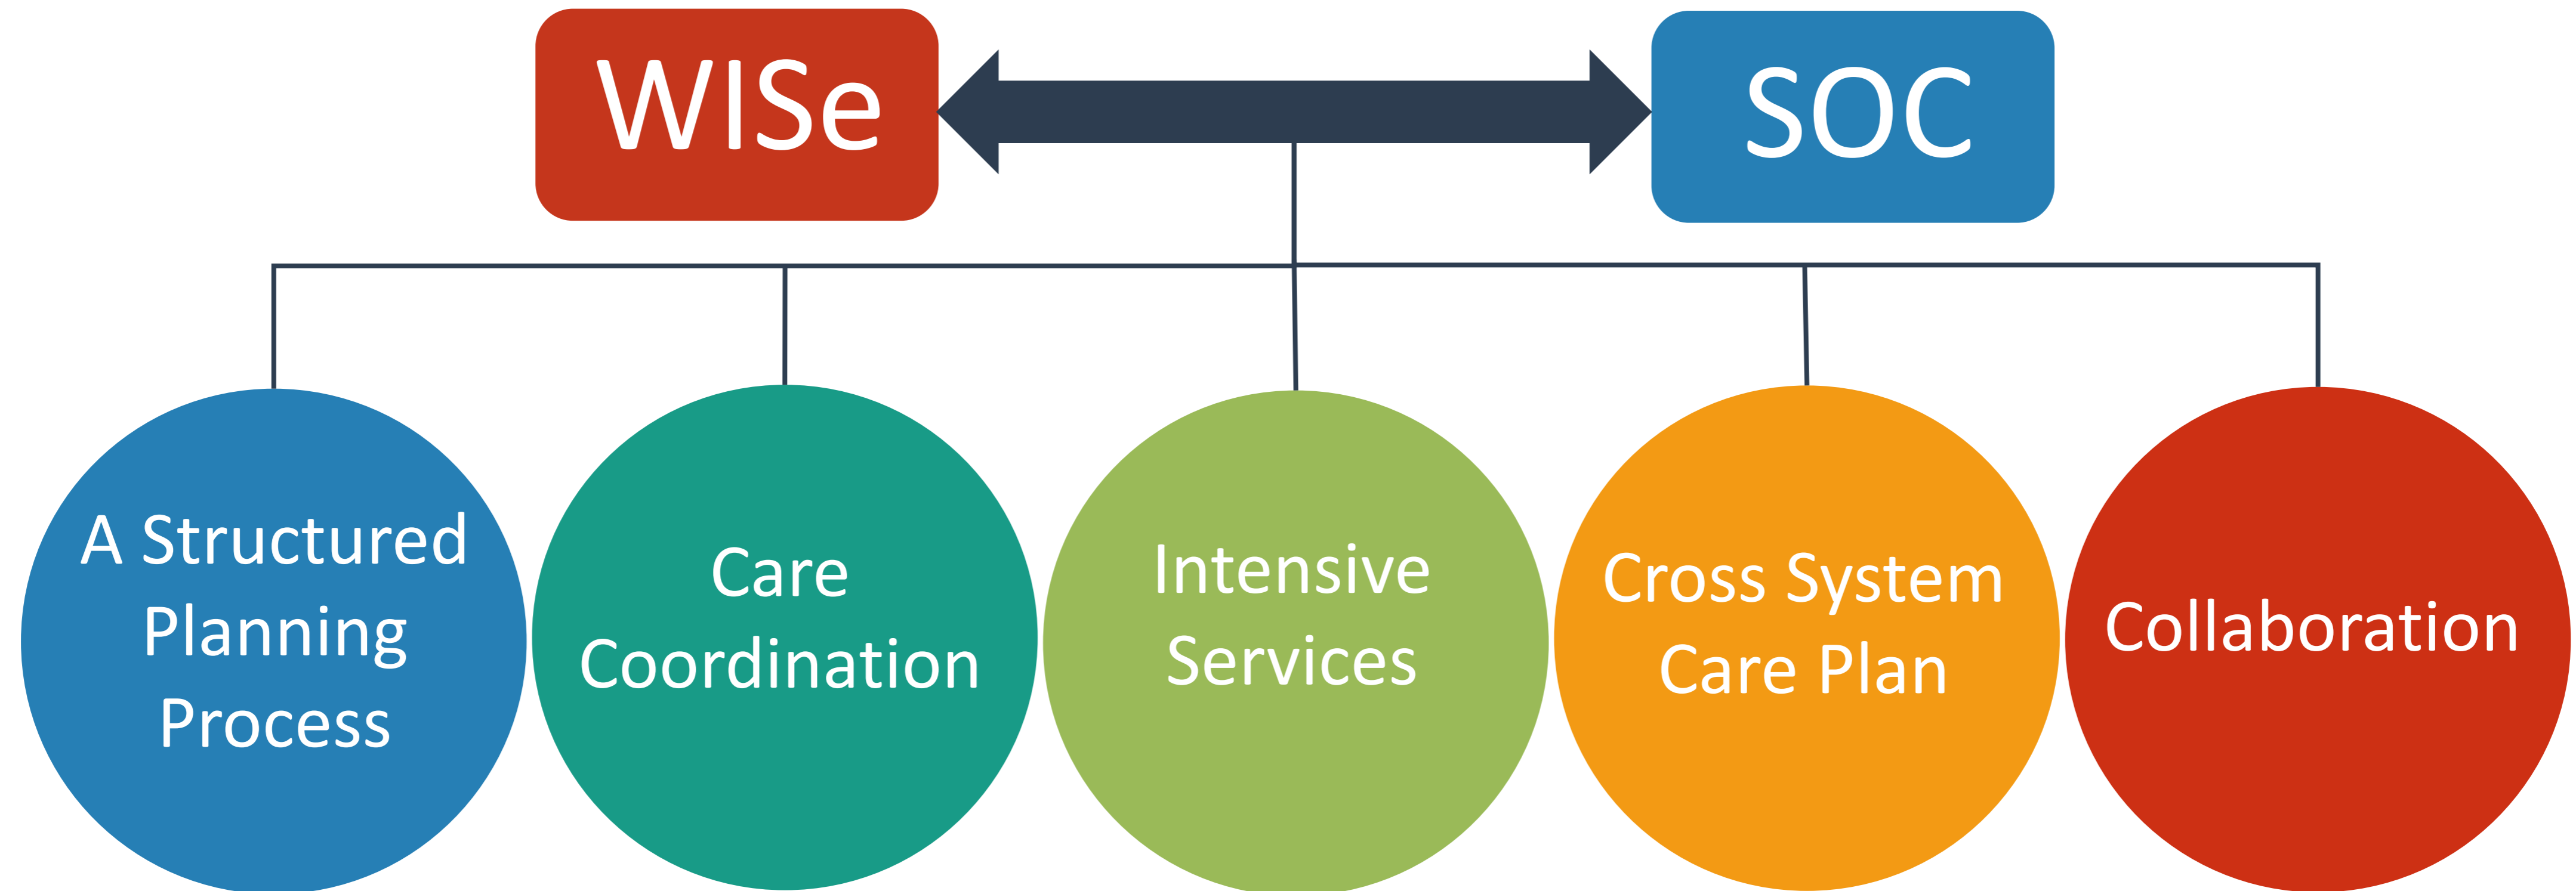 WISe
SOC
A Structured
Planning
Process
Care
Coordination
Intensive
Services
Cross System
Care Plan
Collaboration